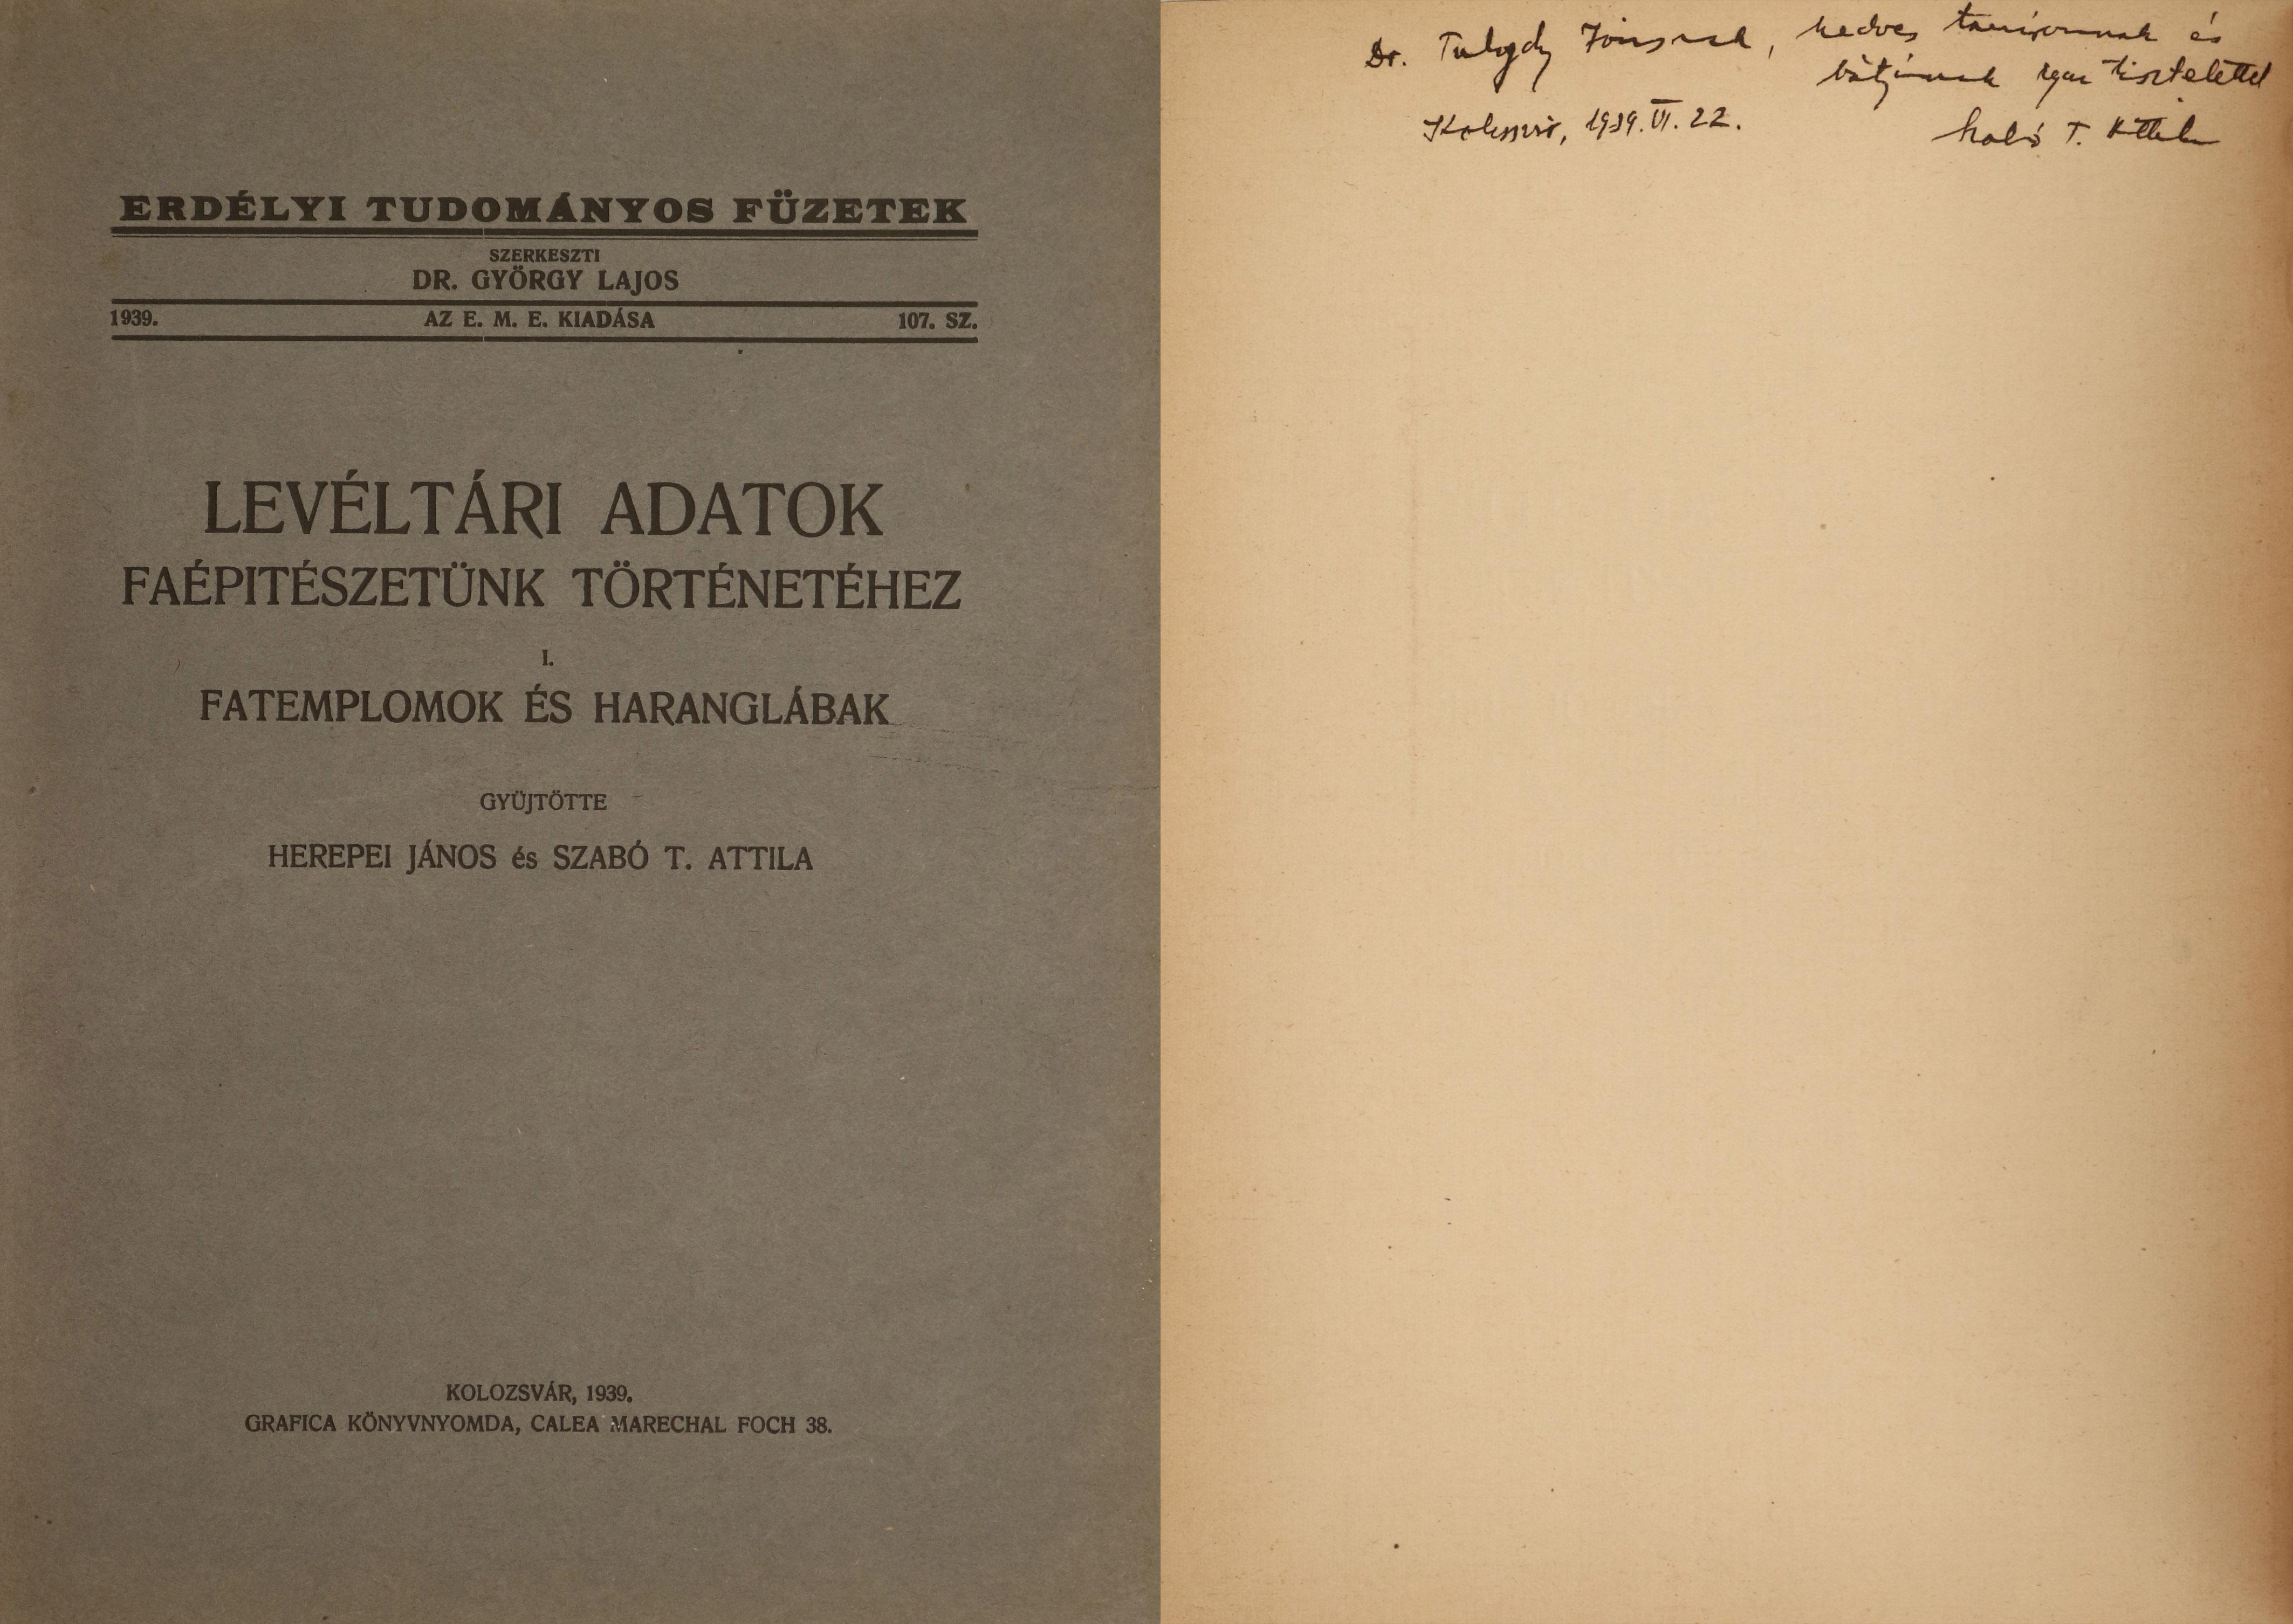 ERDÉLYI TUDOMÁNYOS FÜZETEK
SZERKESZTI
DR. GYÖRGY LAJOS
1939. AZ E. M. E. KIADÁSA 107. SZ.
LEVÉLTÁRI ADATOK
FAÉPITÉSZETÜNK TÖRTÉNETÉHEZ
I.
FATEMPLOMOK ÉS HARANGLÁBAK
GYÜJTÖTTE
HEREPEI JÁNOS és SZABÓ T. ATTILA
KOLOZSVÁR, 1939.
GRAFICA KÖNYVNYOMDA, CALEA MARECHAL FOCH 38.
Dr. Tulogdy Jánosnak, kedves tanáromnak és
bátyámnak igaz tisztelettel
Kolozsvár, 1939. VI. 22.
Szabó T. Attila